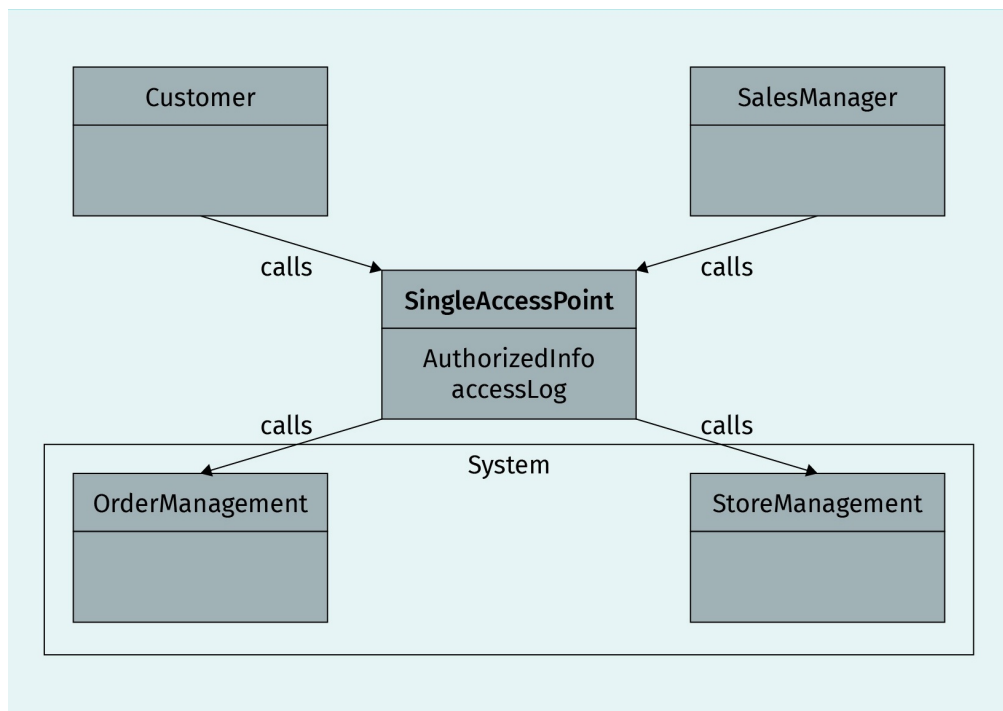 Customer
SalesManager
calls
calls
SingleAccessPoint
AuthorizedInfo
accessLog
calls
calls
System
OrderManagement
StoreManagement